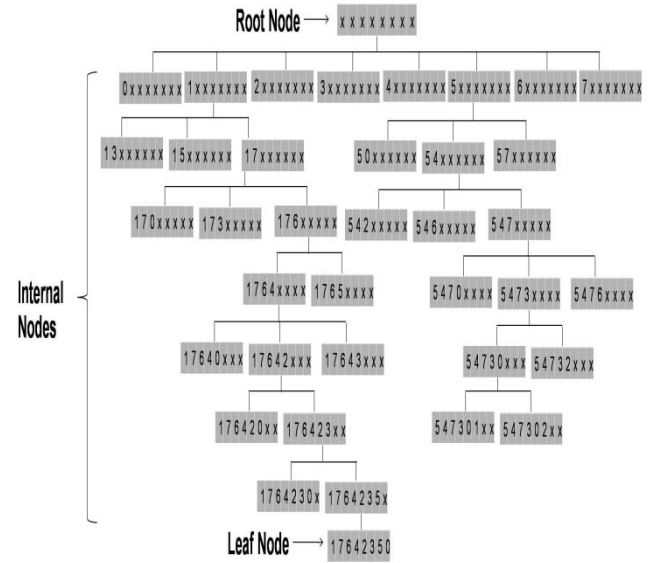 Root Node → x x x x x x x x
0xxxxxxx 1xxxxxxx 2xxxxxxx 3xxxxxxx 4xxxxxxx 5xxxxxxx 6xxxxxxx 7xxxxxxx
13xxxxxx 15xxxxxx 17xxxxxx 50xxxxxx 54xxxxxx 57xxxxxx
170xxxxx 173xxxxx 176xxxxx 542xxxxx 546xxxxx 547xxxxx
Internal
Nodes
1764xxxx 1765xxxx 5470xxxx 5473xxxx 5476xxxx
17640xxx 17642xxx 17643xxx 54730xxx 54732xxx
176420xx 176423xx 547301xx 547302xx
1764230x 1764235x
Leaf Node → 17642350